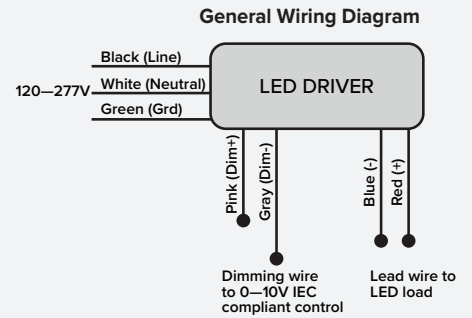 General Wiring Diagram
Black (Line)
120—277V
White (Neutral)
Green (Grd)
LED DRIVER
Pink (Dim+)
Gray (Dim-)
Blue (-)
Red (+)
Dimming wire
to 0—10V IEC
compliant control
Lead wire to
LED load